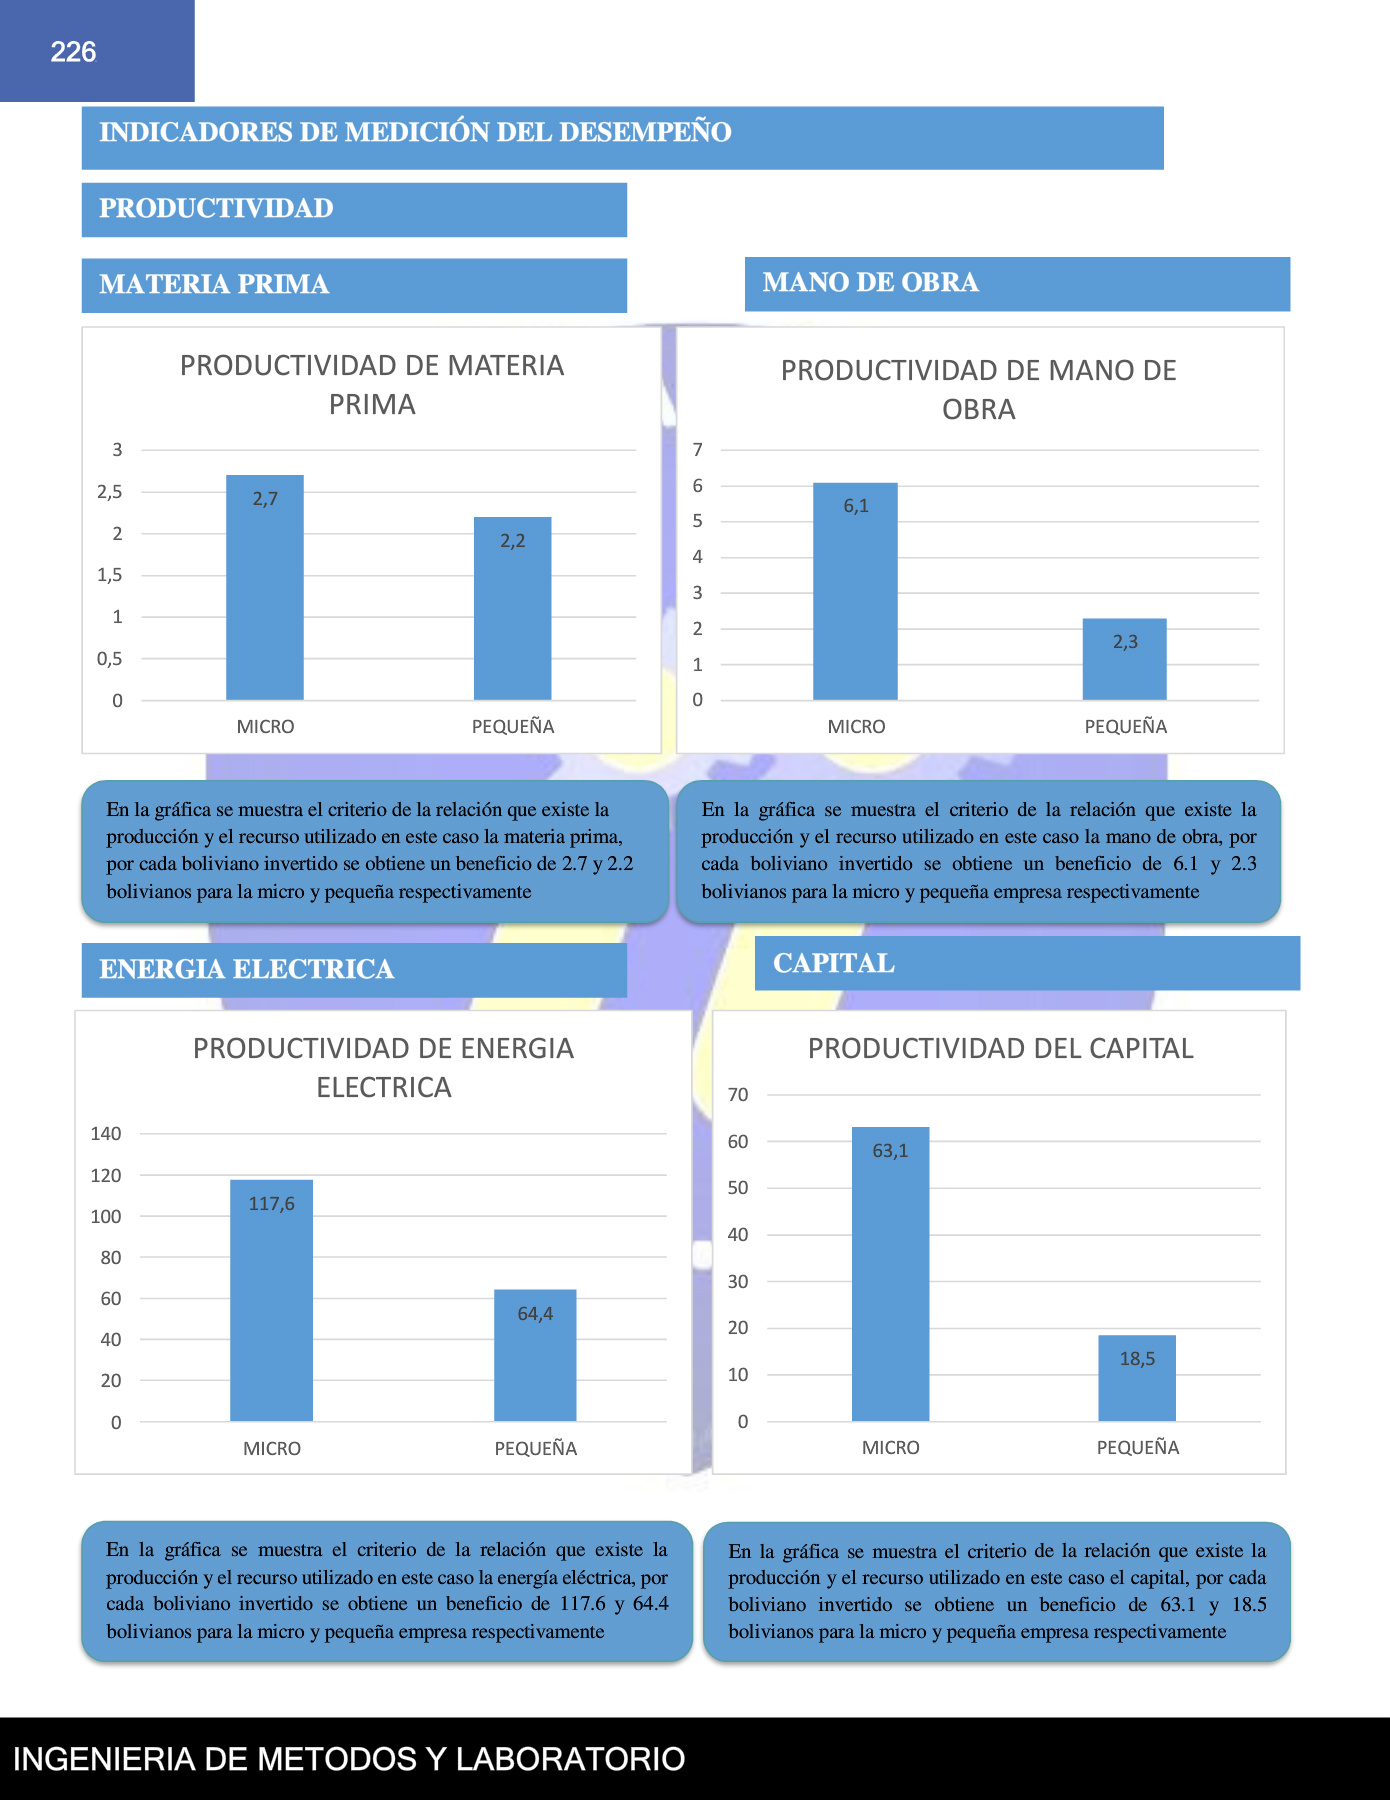 226
INDICADORES DE MEDICIÓN DEL DESEMPEÑO
PRODUCTIVIDAD
MATERIA PRIMA
MANO DE OBRA
PRODUCTIVIDAD DE MATERIA
PRIMA
3
2,5
2
1,5
1
0,5
0
2,7
2,2
MICRO
PEQUEÑA
PRODUCTIVIDAD DE MANO DE
OBRA
7
6
5
4
3
2
1
0
6,1
2,3
MICRO
PEQUEÑA
En la gráfica se muestra el criterio de la relación que existe la
producción y el recurso utilizado en este caso la materia prima,
por cada boliviano invertido se obtiene un beneficio de 2.7 y 2.2
bolivianos para la micro y pequeña respectivamente
En la gráfica se muestra el criterio de la relación que existe la
producción y el recurso utilizado en este caso la mano de obra, por
cada boliviano invertido se obtiene un beneficio de 6.1 y 2.3
bolivianos para la micro y pequeña empresa respectivamente
ENERGIA ELECTRICA
CAPITAL
PRODUCTIVIDAD DE ENERGIA
ELECTRICA
140
120
100
80
60
40
20
0
117,6
64,4
MICRO
PEQUEÑA
PRODUCTIVIDAD DEL CAPITAL
70
60
50
40
30
20
10
0
63,1
18,5
MICRO
PEQUEÑA
En la gráfica se muestra el criterio de la relación que existe la
producción y el recurso utilizado en este caso la energía eléctrica, por
cada boliviano invertido se obtiene un beneficio de 117.6 y 64.4
bolivianos para la micro y pequeña empresa respectivamente
En la gráfica se muestra el criterio de la relación que existe la
producción y el recurso utilizado en este caso el capital, por cada
boliviano invertido se obtiene un beneficio de 63.1 y 18.5
bolivianos para la micro y pequeña empresa respectivamente
INGENIERIA DE METODOS Y LABORATORIO